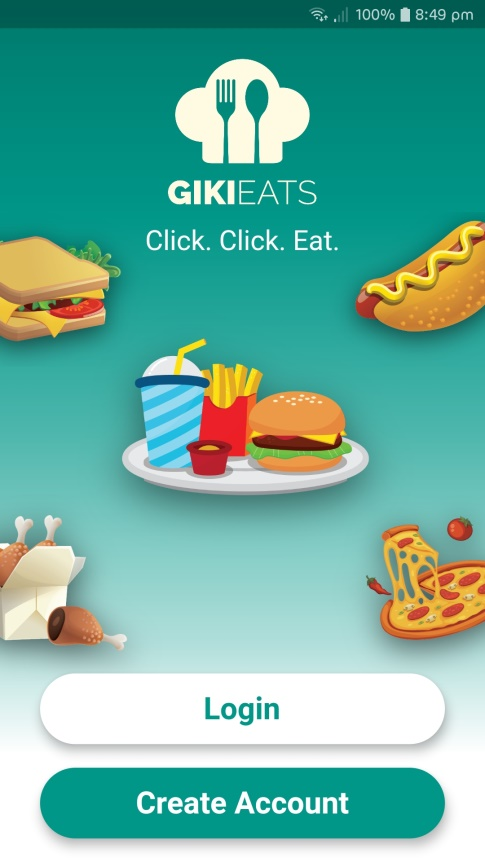 100% 8:49 pm
GIKIEATS
Click. Click. Eat.
Login
Create Account